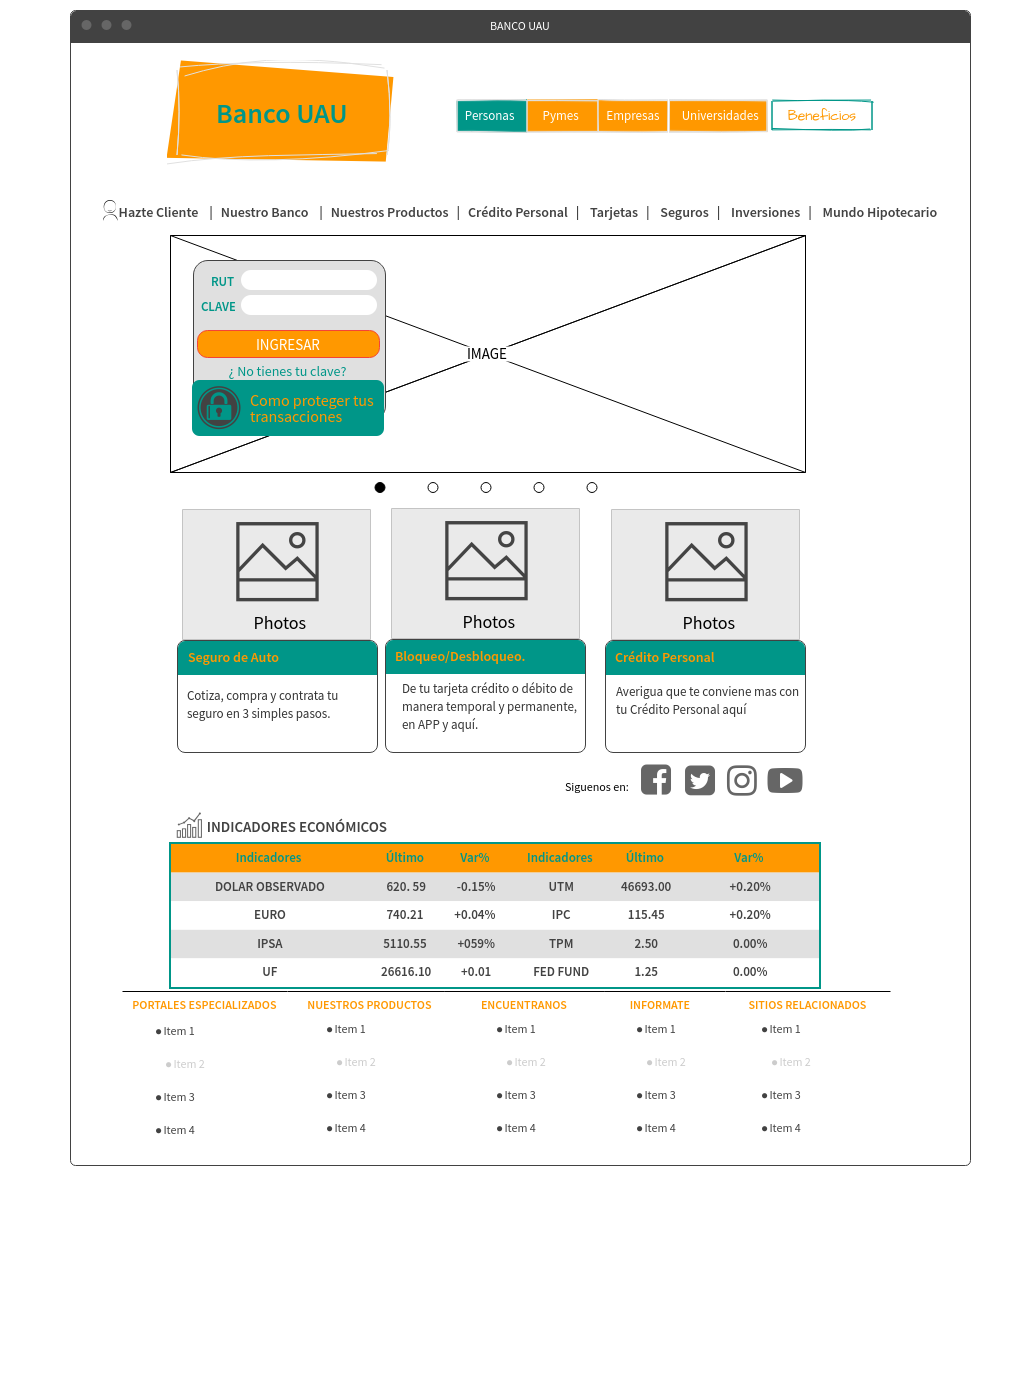 BANCO UAU
Banco UAU
Personas Pymes Empresas Universidades Beneficios
Hazte Cliente | Nuestro Banco | Nuestros Productos | Crédito Personal | Tarjetas | Seguros | Inversiones | Mundo Hipotecario
RUT
CLAVE
INGRESAR
¿ No tienes tu clave?
Como proteger tus
transacciones
IMAGE
Photos
Seguro de Auto
Cotiza, compra y contrata tu
seguro en 3 simples pasos.
Photos
Bloqueo/Desbloqueo.
De tu tarjeta crédito o débito de
manera temporal y permanente,
en APP y aquí.
Photos
Crédito Personal
Averigua que te conviene mas con
tu Crédito Personal aquí
Siguenos en:
INDICADORES ECONÓMICOS
Indicadores Último Var% Indicadores Último Var%
DOLAR OBSERVADO 620. 59 -0.15% UTM 46693.00 +0.20%
EURO 740.21 +0.04% IPC 115.45 +0.20%
IPSA 5110.55 +059% TPM 2.50 0.00%
UF 26616.10 +0.01 FED FUND 1.25 0.00%
PORTALES ESPECIALIZADOS NUESTROS PRODUCTOS ENCUENTRANOS INFORMATE SITIOS RELACIONADOS
Item 1 Item 1 Item 1 Item 1 Item 1
Item 2 Item 2 Item 2 Item 2 Item 2
Item 3 Item 3 Item 3 Item 3 Item 3
Item 4 Item 4 Item 4 Item 4 Item 4